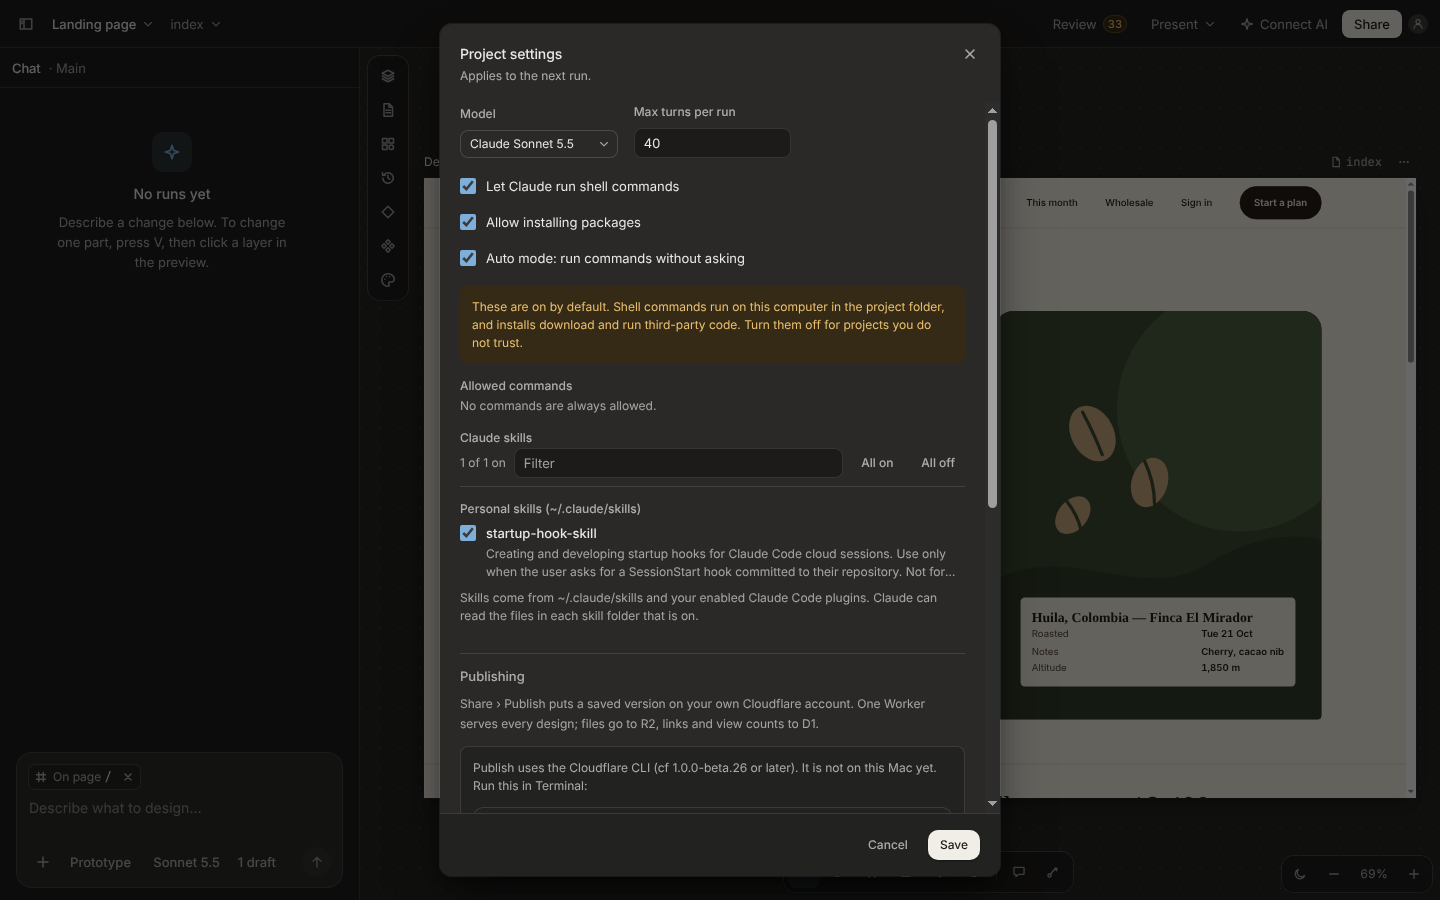 Landing page
index
Review 33
Present
Connect AI
Share
Chat · Main
No runs yet
Describe a change below. To change
one part, press V, then click a layer in
the preview.
On page /
Describe what to design...
Prototype
Sonnet 5.5
1 draft
Project settings
Applies to the next run.
Model
Max turns per run
Claude Sonnet 5.5
40
Let Claude run shell commands
Allow installing packages
Auto mode: run commands without asking
These are on by default. Shell commands run on this computer in the project folder,
and installs download and run third-party code. Turn them off for projects you do
not trust.
Allowed commands
No commands are always allowed.
Claude skills
1 of 1 on
Filter
All on
All off
Personal skills (~/.claude/skills)
startup-hook-skill
Creating and developing startup hooks for Claude Code cloud sessions. Use only
when the user asks for a SessionStart hook committed to their repository. Not for...
Skills come from ~/.claude/skills and your enabled Claude Code plugins. Claude can
read the files in each skill folder that is on.
Publishing
Share › Publish puts a saved version on your own Cloudflare account. One Worker
serves every design; files go to R2, links and view counts to D1.
Publish uses the Cloudflare CLI (cf 1.0.0-beta.26 or later). It is not on this Mac yet.
Run this in Terminal:
Cancel
Save
De
index
This month
Wholesale
Sign in
Start a plan
Huila, Colombia — Finca El Mirador
Roasted Tue 21 Oct
Notes Cherry, cacao nib
Altitude 1,850 m
69%